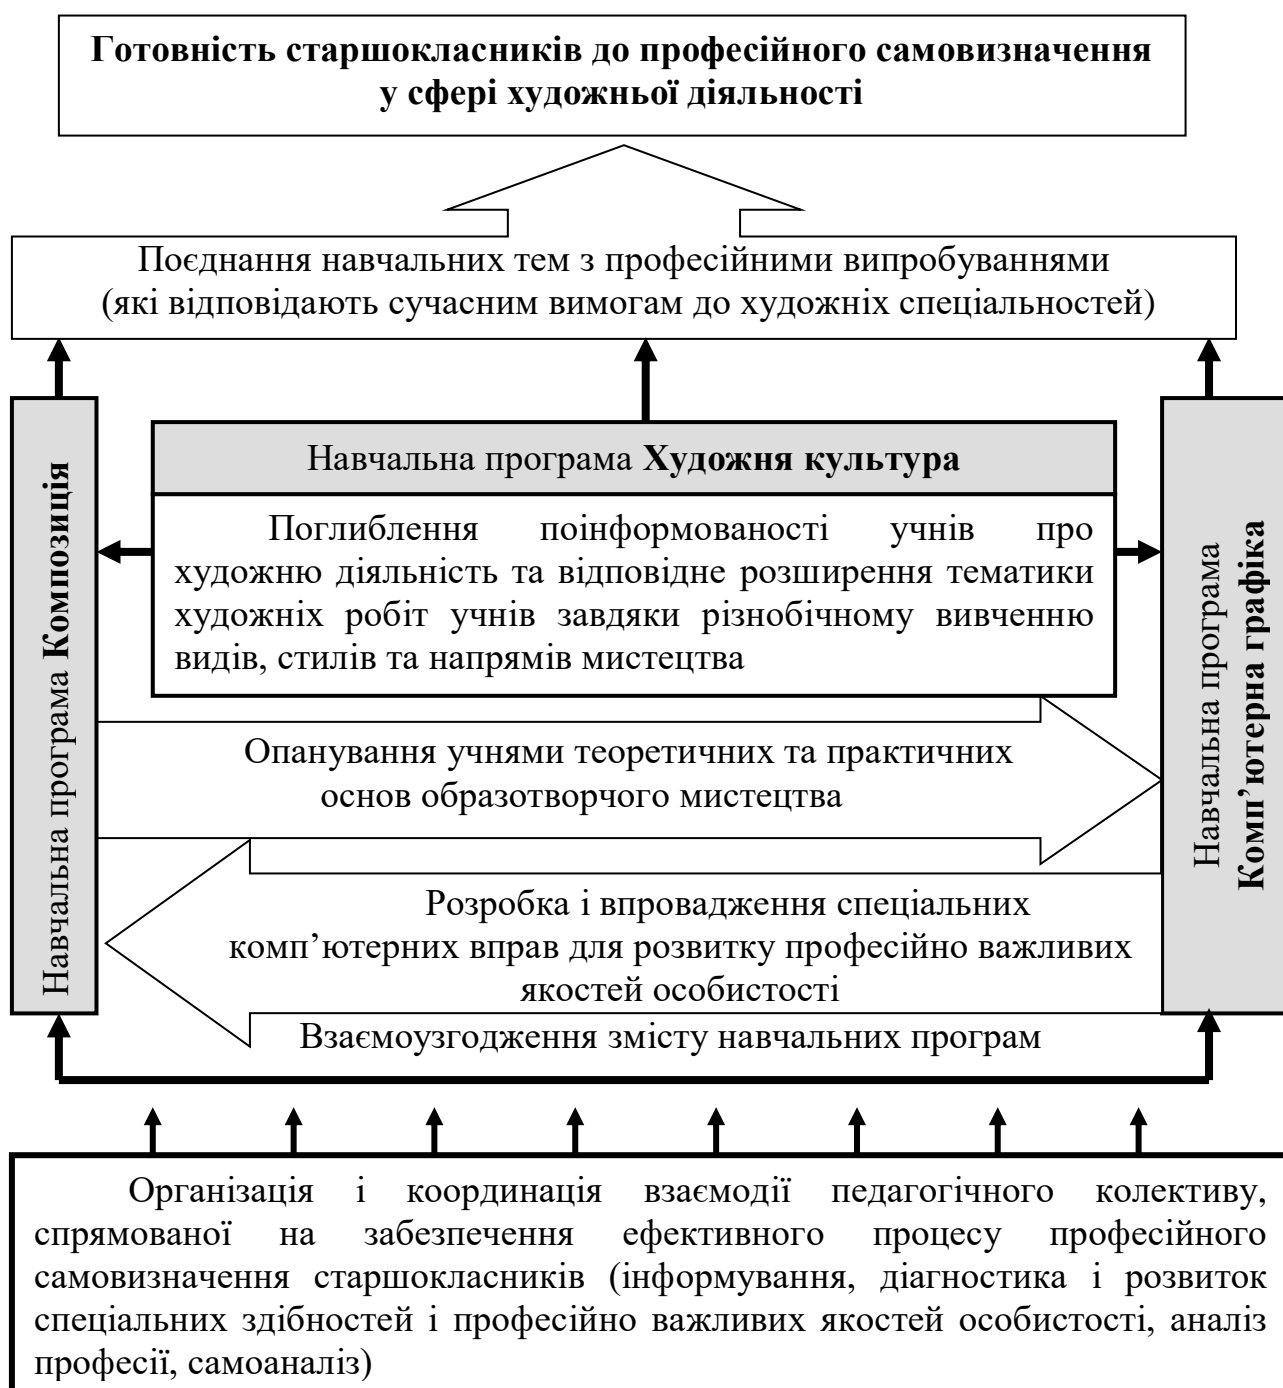 Готовність старшокласників до професійного самовизначення
у сфері художньої діяльності
Поєднання навчальних тем з професійними випробуваннями
(які відповідають сучасним вимогам до художніх спеціальностей)
Навчальна програма Композиція
Навчальна програма Художня культура
Поглиблення поінформованості учнів про
художню діяльність та відповідне розширення тематики
художніх робіт учнів завдяки різнобічному вивченню
видів, стилів та напрямів мистецтва
Навчальна програма
Комп’ютерна графіка
Опанування учнями теоретичних та практичних
основ образотворчого мистецтва
Розробка і впровадження спеціальних
комп’ютерних вправ для розвитку професійно важливих
якостей особистості
Взаємоузгодження змісту навчальних програм
Організація і координація взаємодії педагогічного колективу,
спрямованої на забезпечення ефективного процесу професійного
самовизначення старшокласників (інформування, діагностика і розвиток
спеціальних здібностей і професійно важливих якостей особистості, аналіз
професії, самоаналіз)